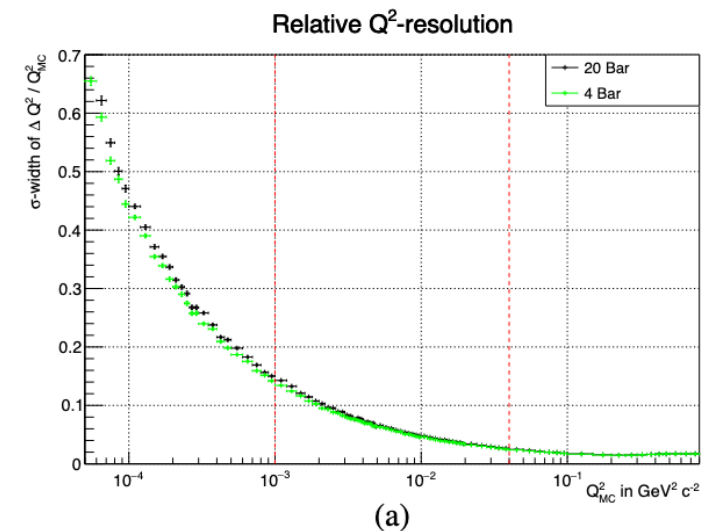 Relative Q²-resolution
σ-width of Δ Q² / Q²MC
0.7
0.6
0.5
0.4
0.3
0.2
0.1
0
20 Bar
4 Bar
10⁻⁴
10⁻³
10⁻²
10⁻¹
Q²MC in GeV² c⁻²
(a)